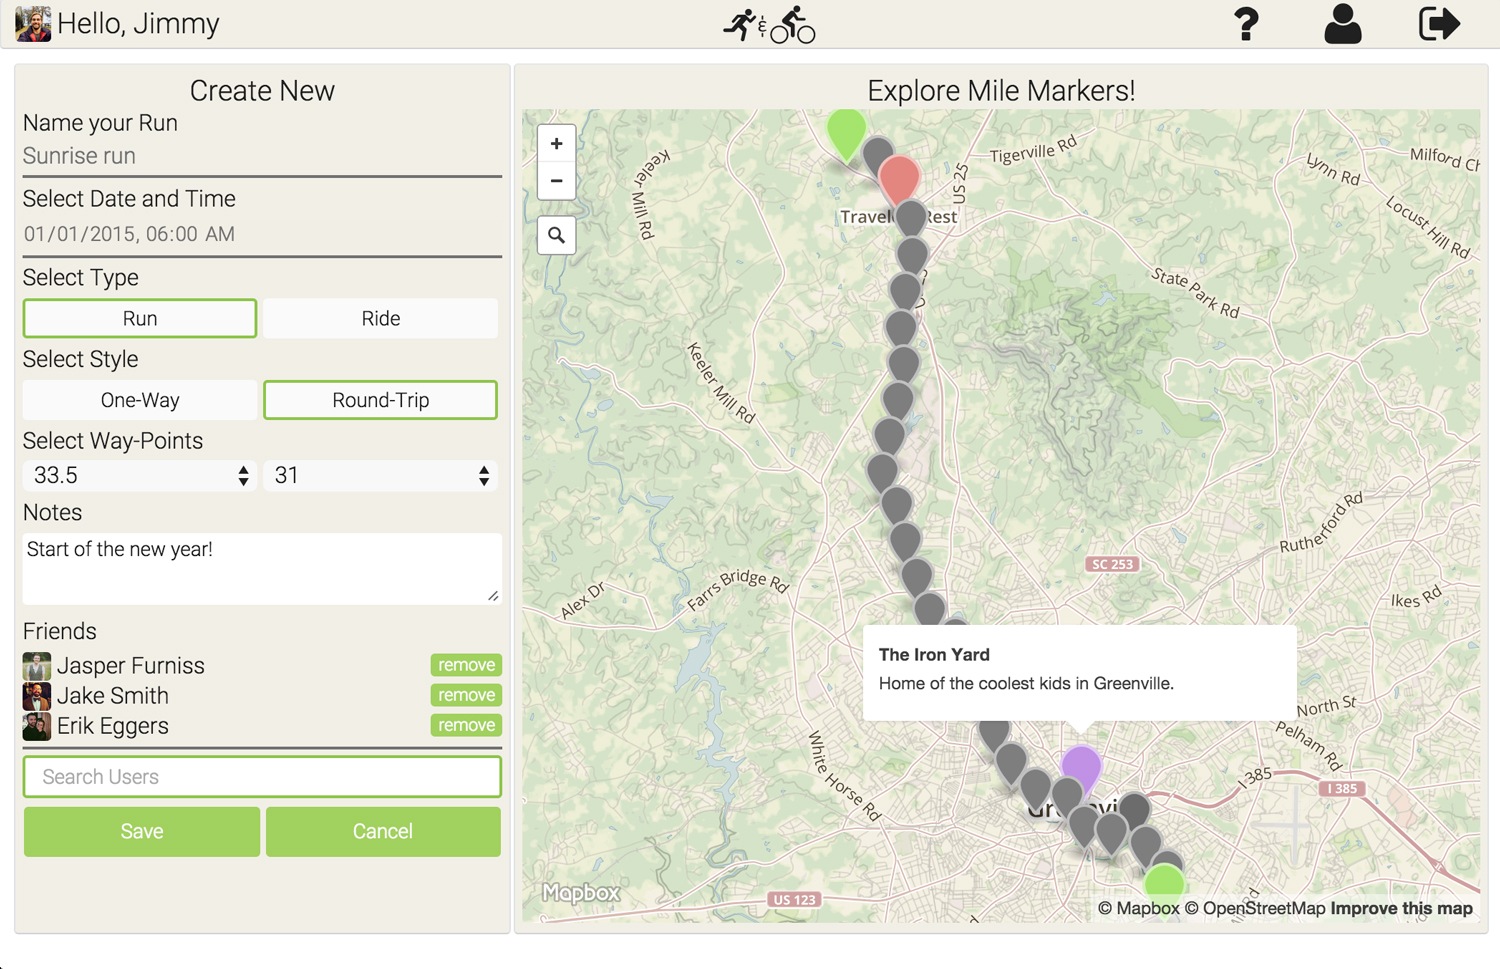 Hello, Jimmy
&
?
Create New
Name your Run
Sunrise run
Select Date and Time
01/01/2015, 06:00 AM
Select Type
Run
Ride
Select Style
One-Way
Round-Trip
Select Way-Points
33.5
31
Notes
Start of the new year!
Friends
Jasper Furniss
remove
Jake Smith
remove
Erik Eggers
remove
Search Users
Save
Cancel
Explore Mile Markers!
+
−
Tigerville Rd
Milford
Lynn Rd
Keeler Mill Rd
US 25
Locust Hill Rd
State Park Rd
Keeler Mill Rd
Rutherford Rd
SC 253
Farrs Bridge Rd
Alex Dr
Ikes Rd
The Iron Yard
Home of the coolest kids in Greenville.
North St
Pelham Rd
White Horse Rd
I 385
I 385
Mapbox
US 123
© Mapbox © OpenStreetMap Improve this map